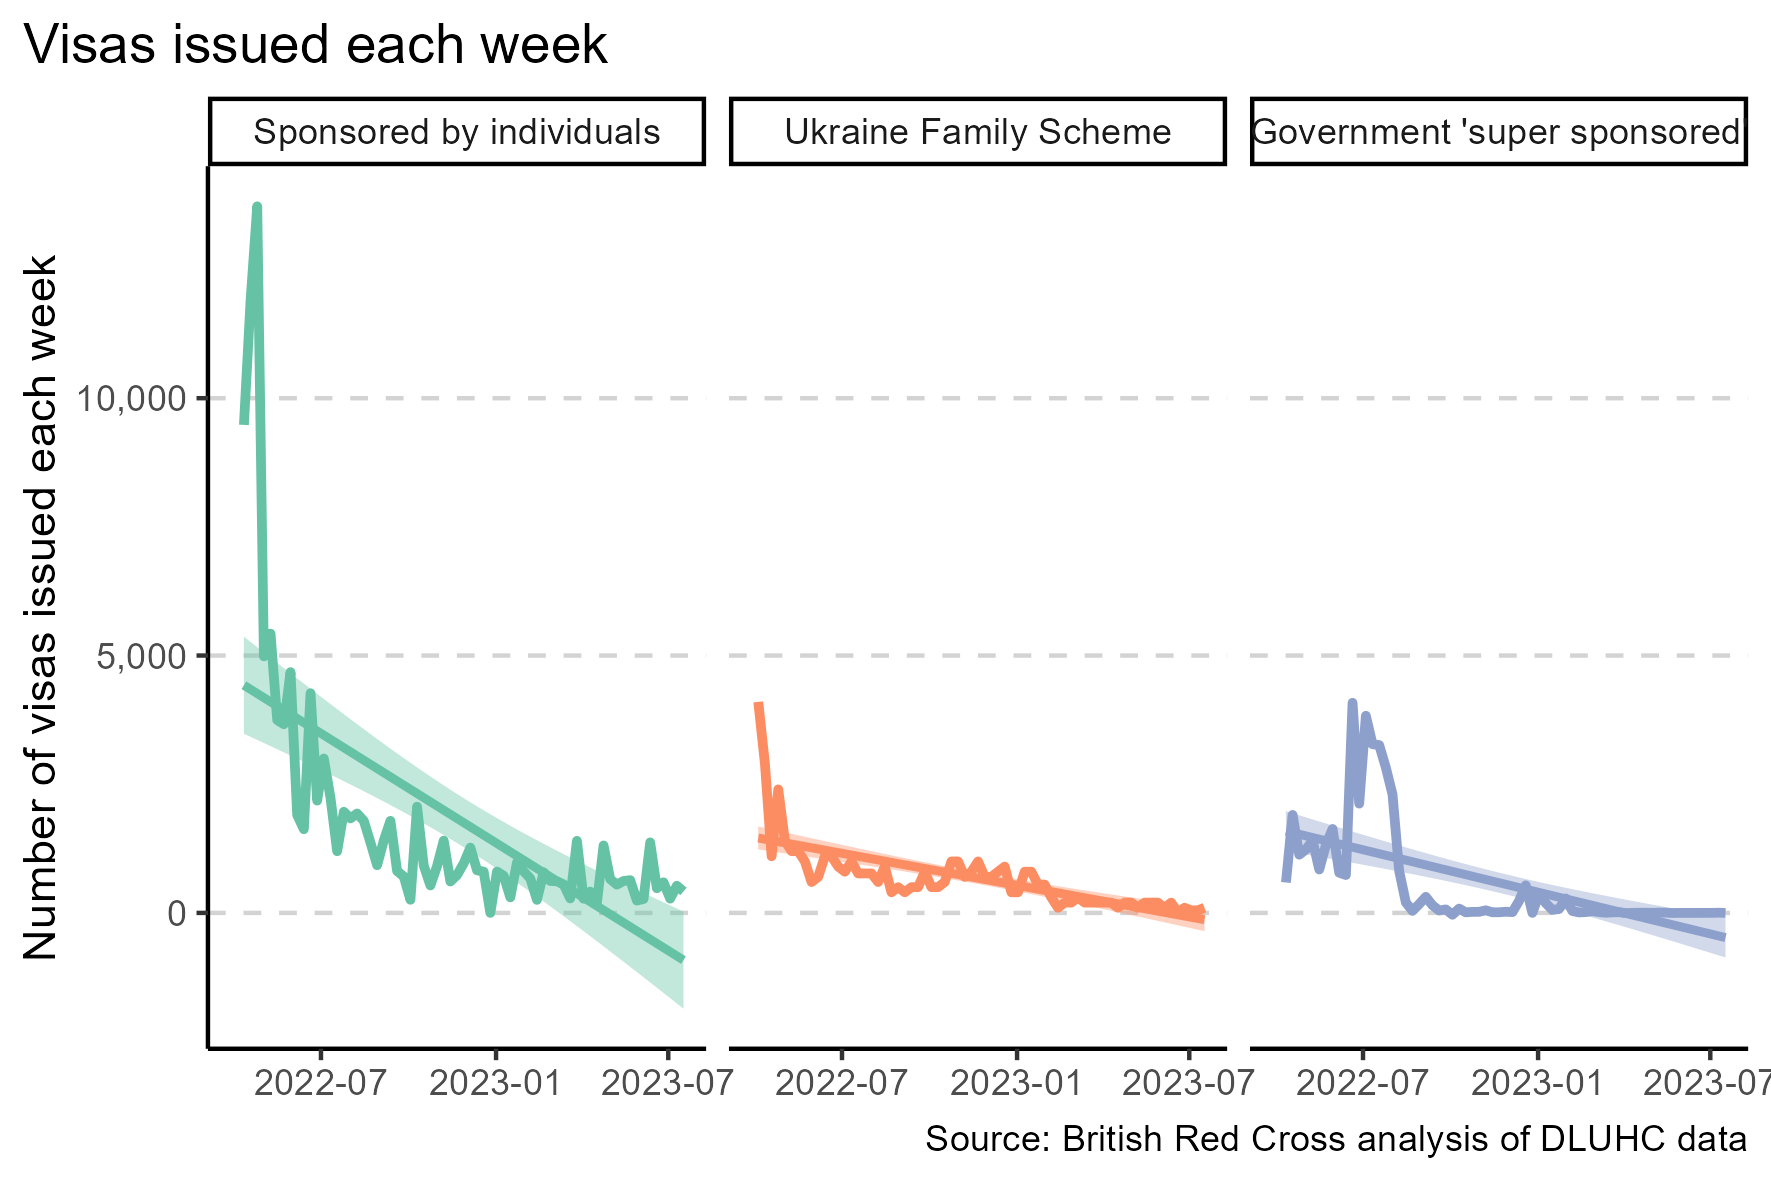 Visas issued each week
Sponsored by individuals
Ukraine Family Scheme
Government 'super sponsored'
Number of visas issued each week
10,000
5,000
0
2022-07 2023-01 2023-07
2022-07 2023-01 2023-07
2022-07 2023-01 2023-07
Source: British Red Cross analysis of DLUHC data